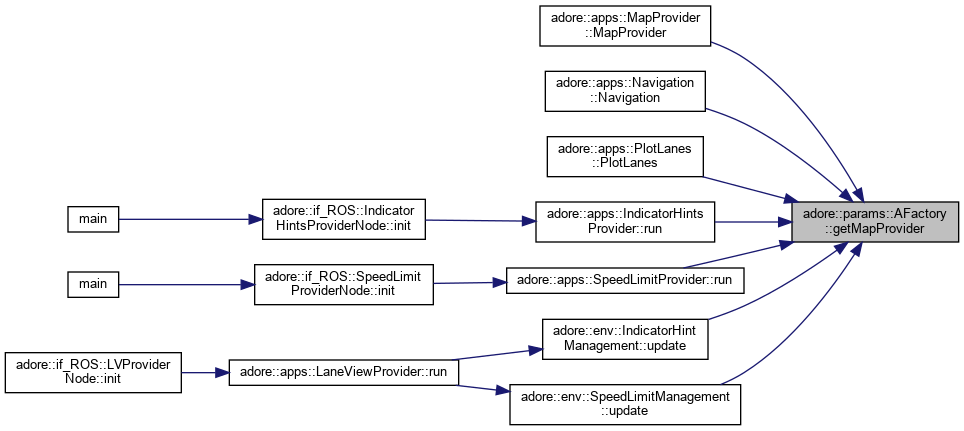 adore::apps::MapProvider
::MapProvider
adore::apps::Navigation
::Navigation
adore::apps::PlotLanes
::PlotLanes
main
adore::if_ROS::Indicator
HintsProviderNode::init
adore::apps::IndicatorHints
Provider::run
adore::params::AFactory
::getMapProvider
main
adore::if_ROS::SpeedLimit
ProviderNode::init
adore::apps::SpeedLimitProvider::run
adore::env::IndicatorHint
Management::update
adore::if_ROS::LVProvider
Node::init
adore::apps::LaneViewProvider::run
adore::env::SpeedLimitManagement
::update